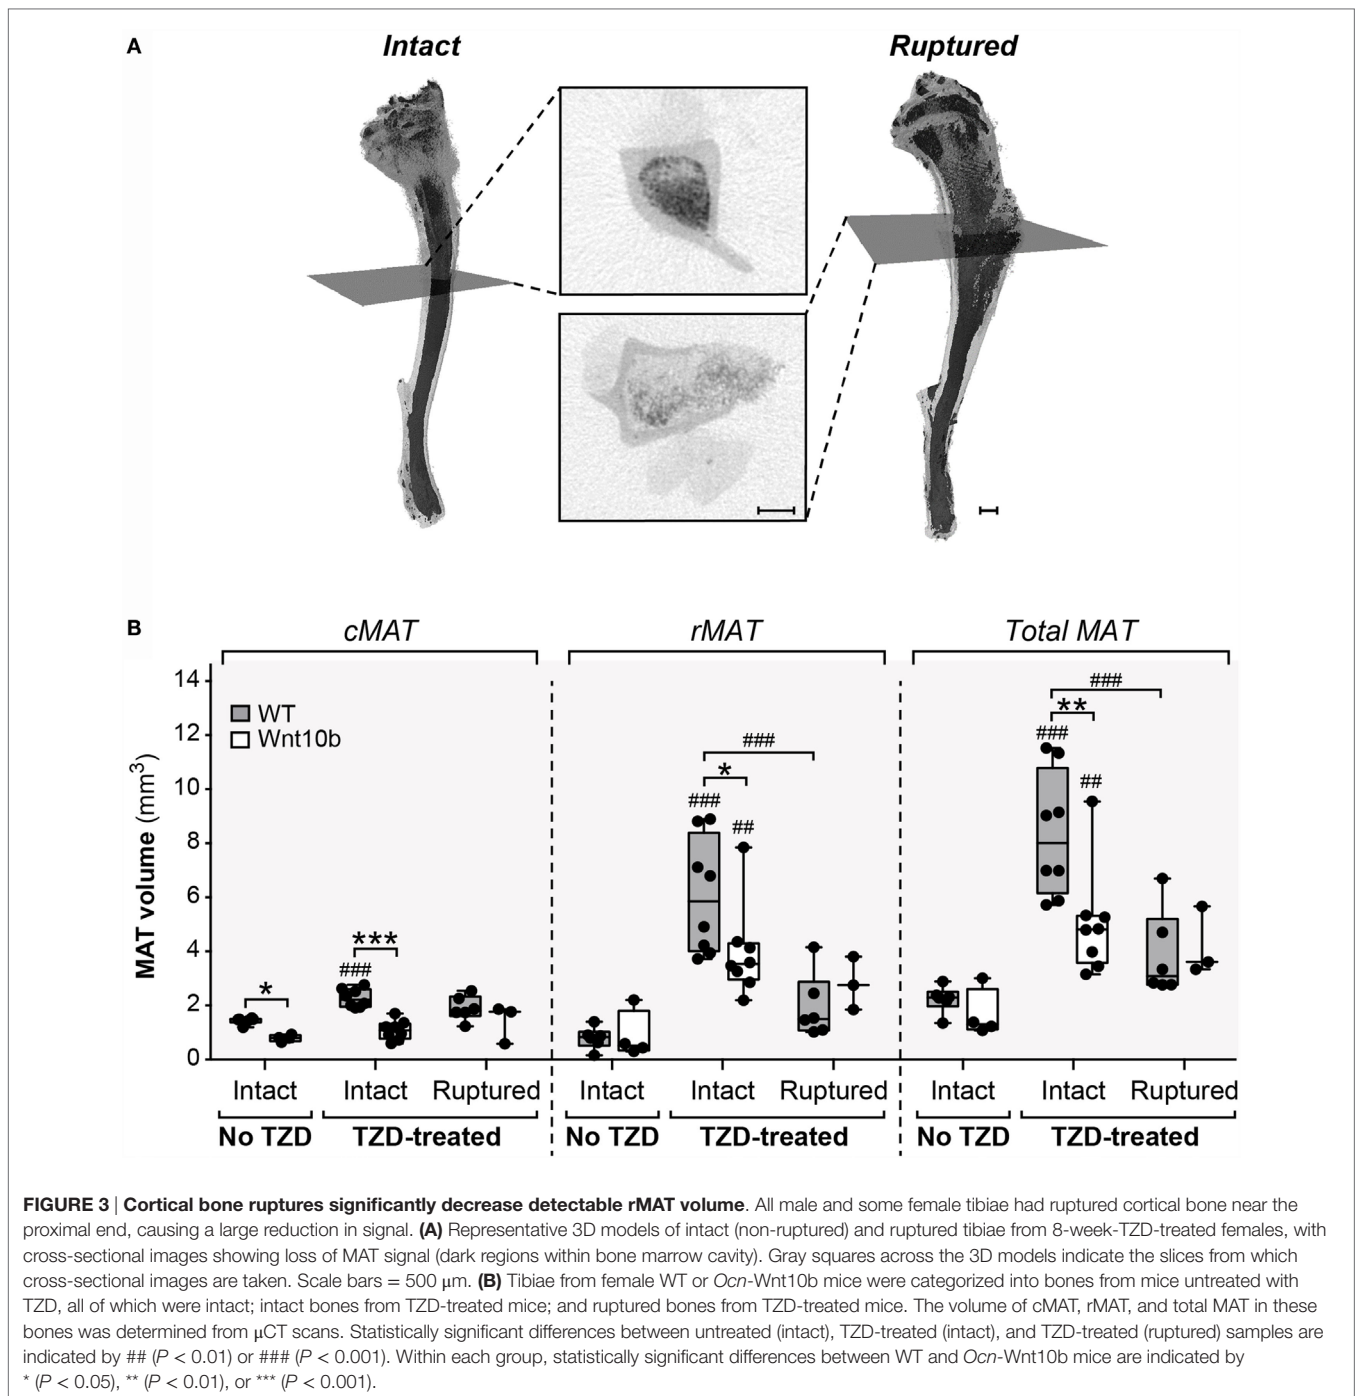 A
Intact
Ruptured
B
cMAT
rMAT
Total MAT
MAT volume (mm³)
14
12
10
8
6
4
2
0
WT
Wnt10b
*
***
###
###
*
###
##
###
**
###
##
Intact
Intact
Ruptured
Intact
Intact
Ruptured
Intact
Intact
Ruptured
No TZD
TZD-treated
No TZD
TZD-treated
No TZD
TZD-treated
FIGURE 3 | Cortical bone ruptures significantly decrease detectable rMAT volume. All male and some female tibiae had ruptured cortical bone near the
proximal end, causing a large reduction in signal. (A) Representative 3D models of intact (non-ruptured) and ruptured tibiae from 8-week-TZD-treated females, with
cross-sectional images showing loss of MAT signal (dark regions within bone marrow cavity). Gray squares across the 3D models indicate the slices from which
cross-sectional images are taken. Scale bars = 500 μm. (B) Tibiae from female WT or Ocn-Wnt10b mice were categorized into bones from mice untreated with
TZD, all of which were intact; intact bones from TZD-treated mice; and ruptured bones from TZD-treated mice. The volume of cMAT, rMAT, and total MAT in these
bones was determined from μCT scans. Statistically significant differences between untreated (intact), TZD-treated (intact), and TZD-treated (ruptured) samples are
indicated by ## (P < 0.01) or ### (P < 0.001). Within each group, statistically significant differences between WT and Ocn-Wnt10b mice are indicated by
* (P < 0.05), ** (P < 0.01), or *** (P < 0.001).